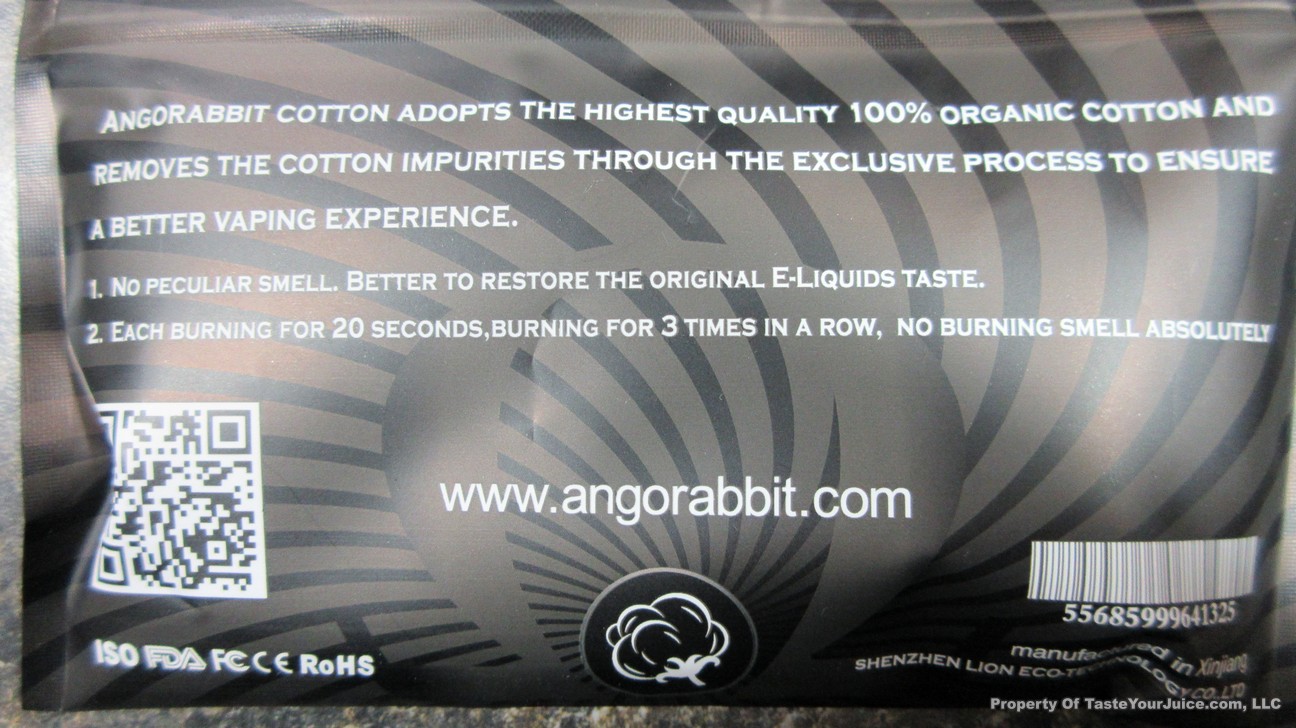 ANGORABBIT COTTON ADOPTS THE HIGHEST QUALITY 100% ORGANIC COTTON AND
REMOVES THE COTTON IMPURITIES THROUGH THE EXCLUSIVE PROCESS TO ENSURE
A BETTER VAPING EXPERIENCE.
1. NO PECULIAR SMELL. BETTER TO RESTORE THE ORIGINAL E-LIQUIDS TASTE.
2. EACH BURNING FOR 20 SECONDS,BURNING FOR 3 TIMES IN A ROW, NO BURNING SMELL ABSOLUTELY
www.angorabbit.com
55685999641325
ISO FDA FC CE RoHS
manufactured in Xinjiang
SHENZHEN LION ECO-TECHNOLOGY CO.,LTD
Property Of TasteYourJuice.com, LLC